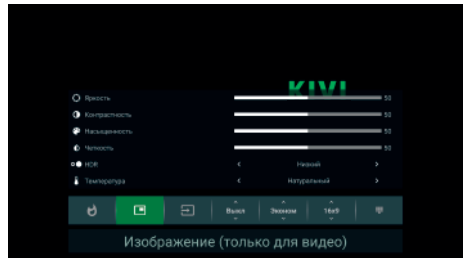 KIVI
Яркость 50
Контрастность 50
Насыщенность 50
Четкость 50
HDR Низкий
Температура Натуральный
Выкл Эконом 16x9
Изображение (только для видео)